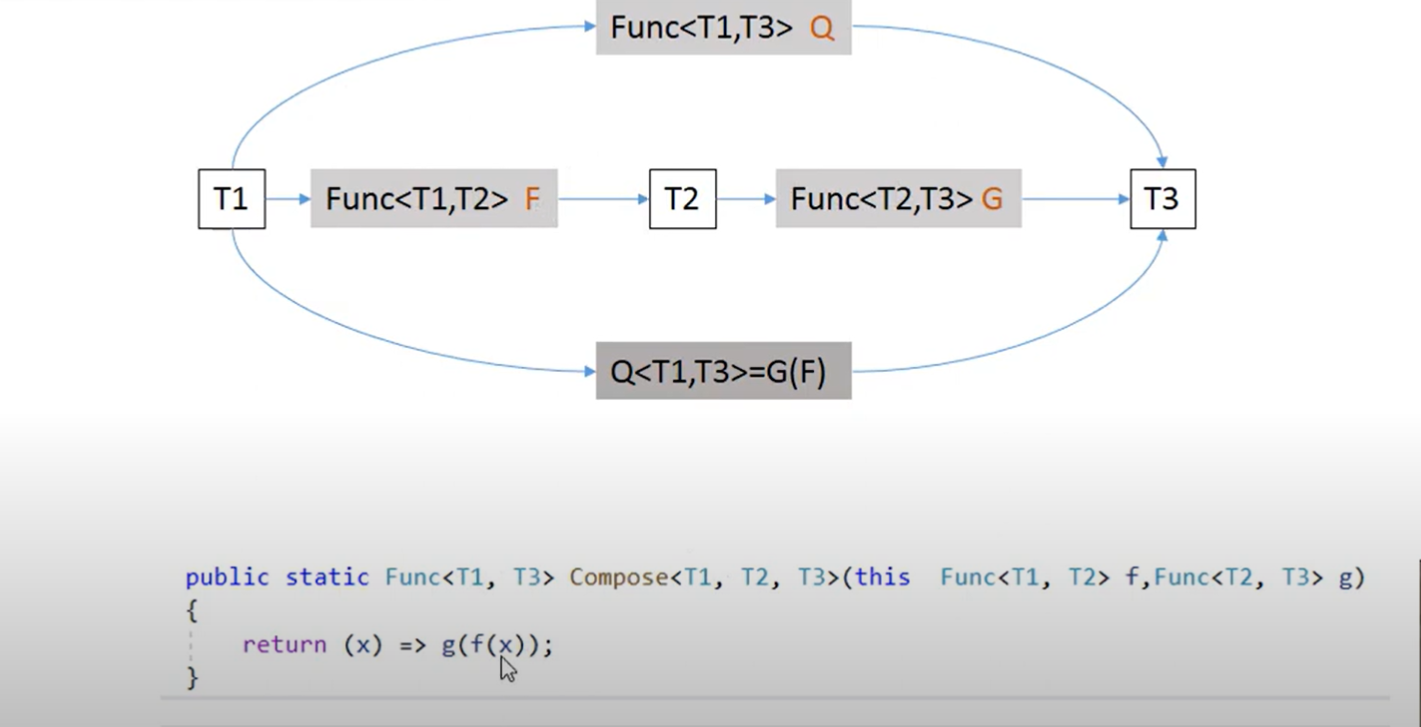 Func<T1,T3> Q
T1
Func<T1,T2> F
T2
Func<T2,T3> G
T3
Q<T1,T3>=G(F)
public static Func<T1, T3> Compose<T1, T2, T3>(this Func<T1, T2> f,Func<T2, T3> g)
{
return (x) => g(f(x));
}